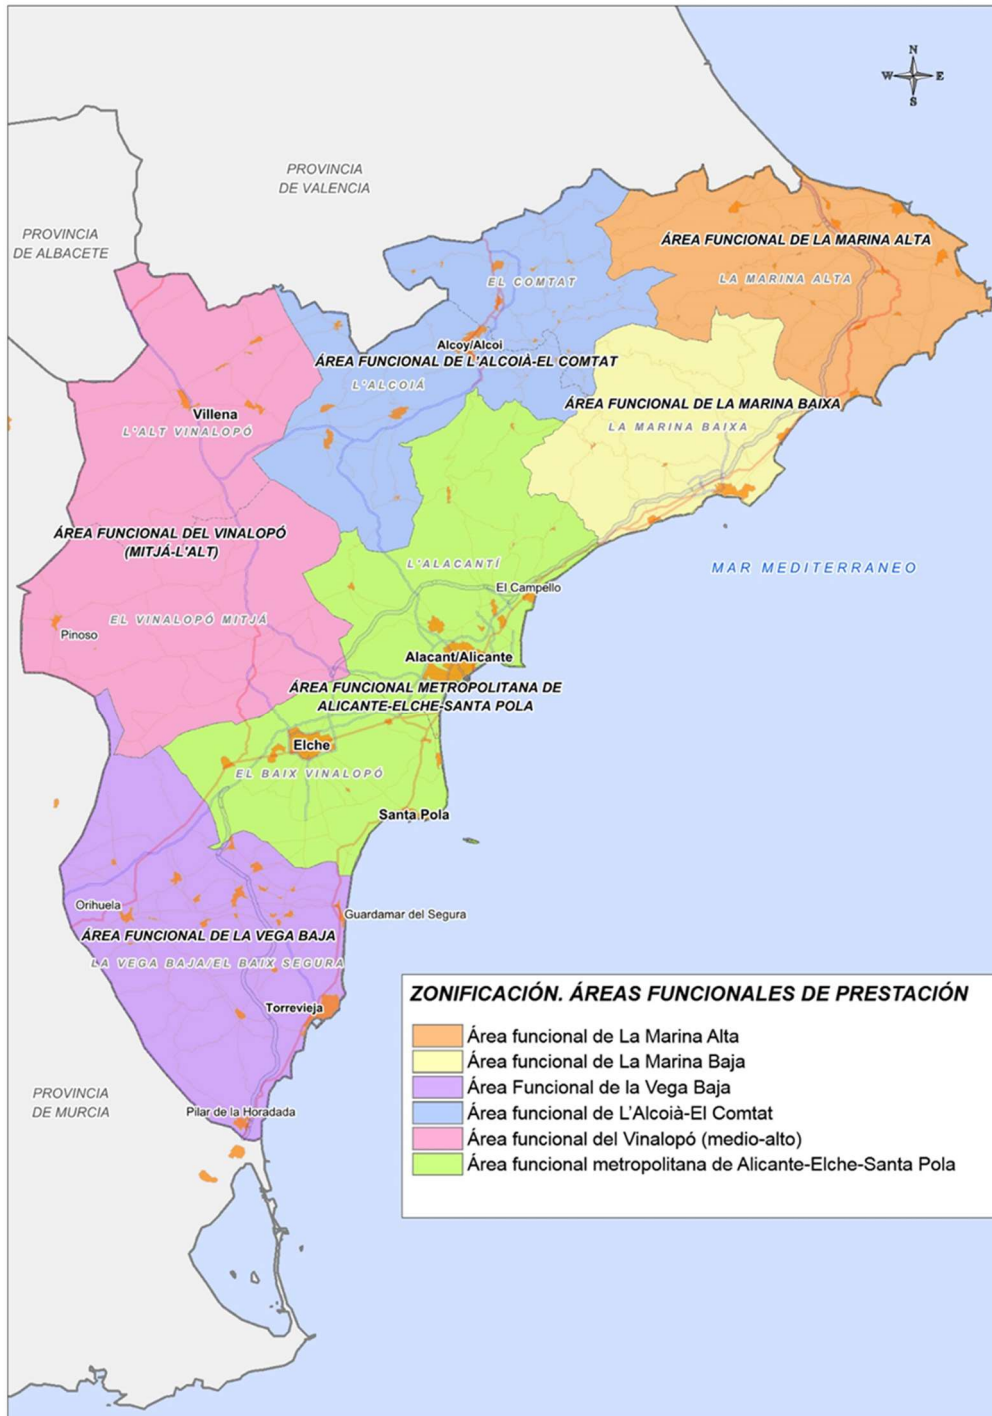 N
W E
S
PROVINCIA
DE VALENCIA
PROVINCIA
DE ALBACETE
ÁREA FUNCIONAL DE LA MARINA ALTA
LA MARINA ALTA
EL COMTAT
Alcoy/Alcoi
ÁREA FUNCIONAL DE L'ALCOIÀ-EL COMTAT
L'ALCOIÁ
ÁREA FUNCIONAL DE LA MARINA BAIXA
LA MARINA BAIXA
Villena
L'ALT VINALOPÓ
ÁREA FUNCIONAL DEL VINALOPÓ
(MITJÁ-L'ALT)
L'ALACANTÍ
MAR MEDITERRANEO
El Campello
EL VINALOPÓ MITJÁ
Pinoso
Alacant/Alicante
ÁREA FUNCIONAL METROPOLITANA DE
ALICANTE-ELCHE-SANTA POLA
Elche
EL BAIX VINALOPÓ
Santa Pola
Orihuela
Guardamar del Segura
ÁREA FUNCIONAL DE LA VEGA BAJA
LA VEGA BAJA/EL BAIX SEGURA
Torrevieja
PROVINCIA
DE MURCIA
Pilar de la Horadada
ZONIFICACIÓN. ÁREAS FUNCIONALES DE PRESTACIÓN
Área funcional de La Marina Alta
Área funcional de La Marina Baja
Área Funcional de la Vega Baja
Área funcional de L'Alcoià-El Comtat
Área funcional del Vinalopó (medio-alto)
Área funcional metropolitana de Alicante-Elche-Santa Pola